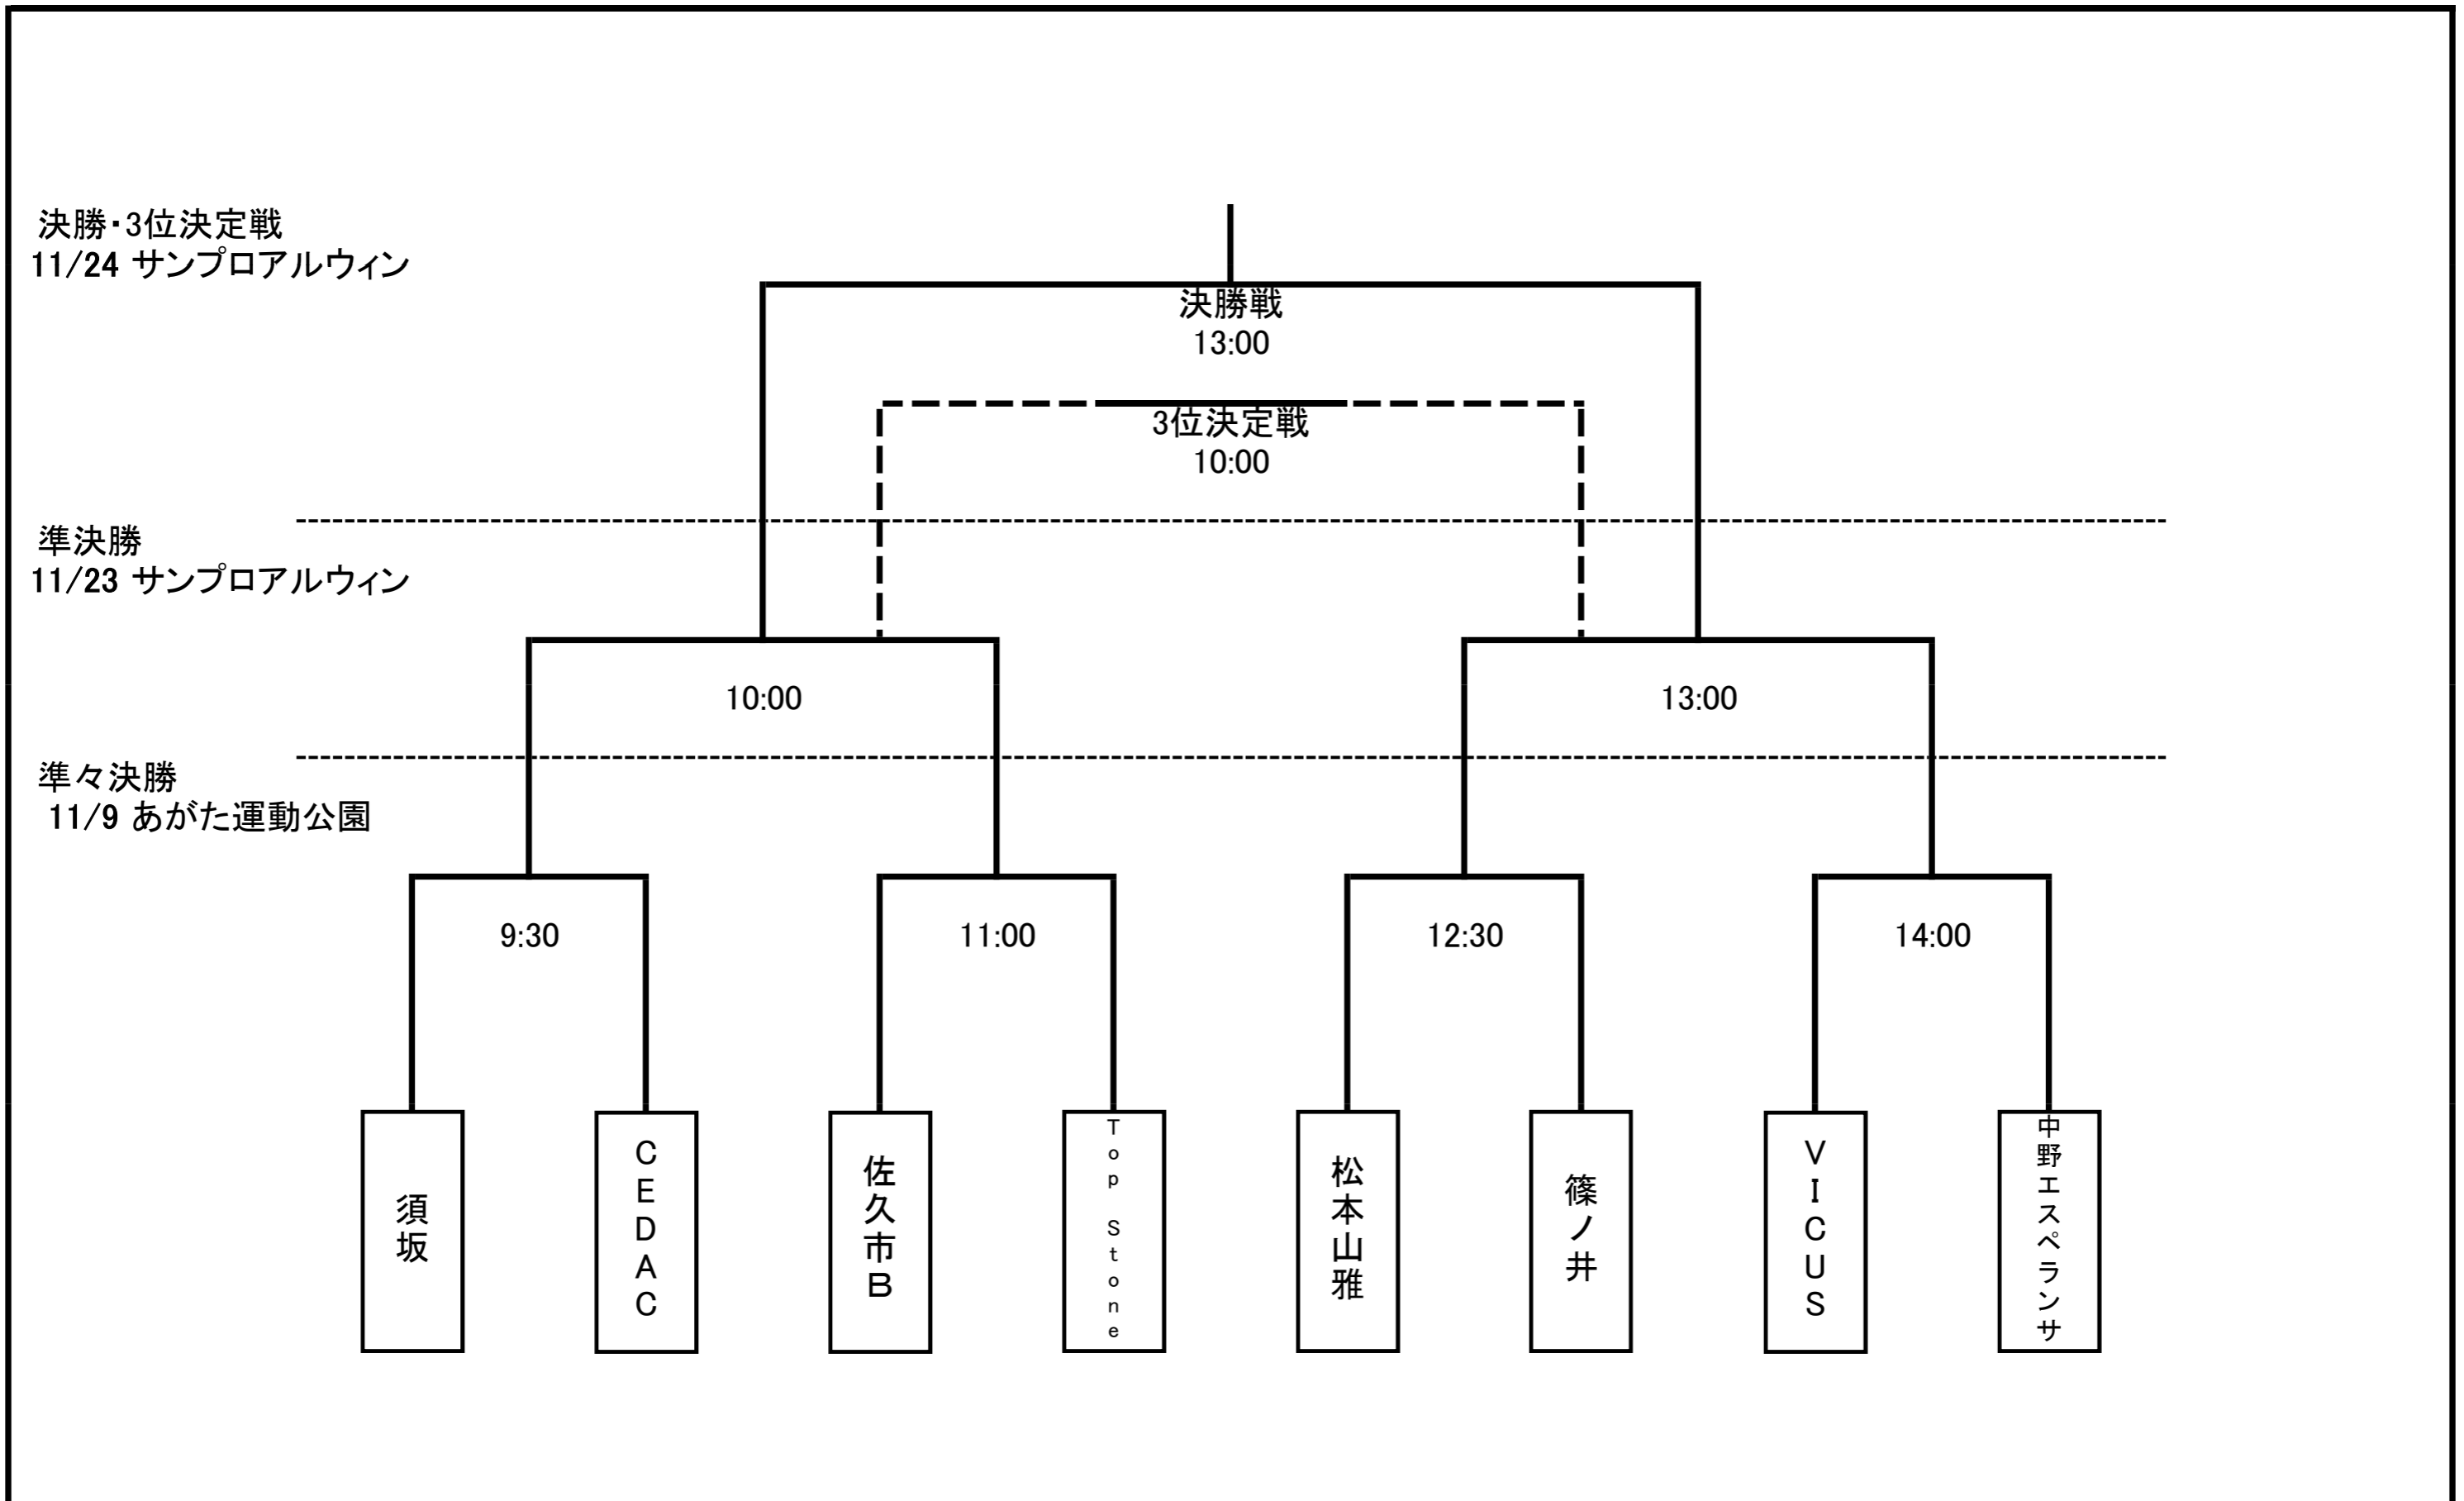 決勝・3位決定戦
11/24 サンプロアルウィン
決勝戦
13:00
3位決定戦
10:00
準決勝
11/23 サンプロアルウィン
10:00
13:00
準々決勝
11/9 あがた運動公園
9:30
11:00
12:30
14:00
須坂
CEDAC
佐久市B
Top Stone
松本山雅
篠ノ井
VICUS
中野エスペランサ